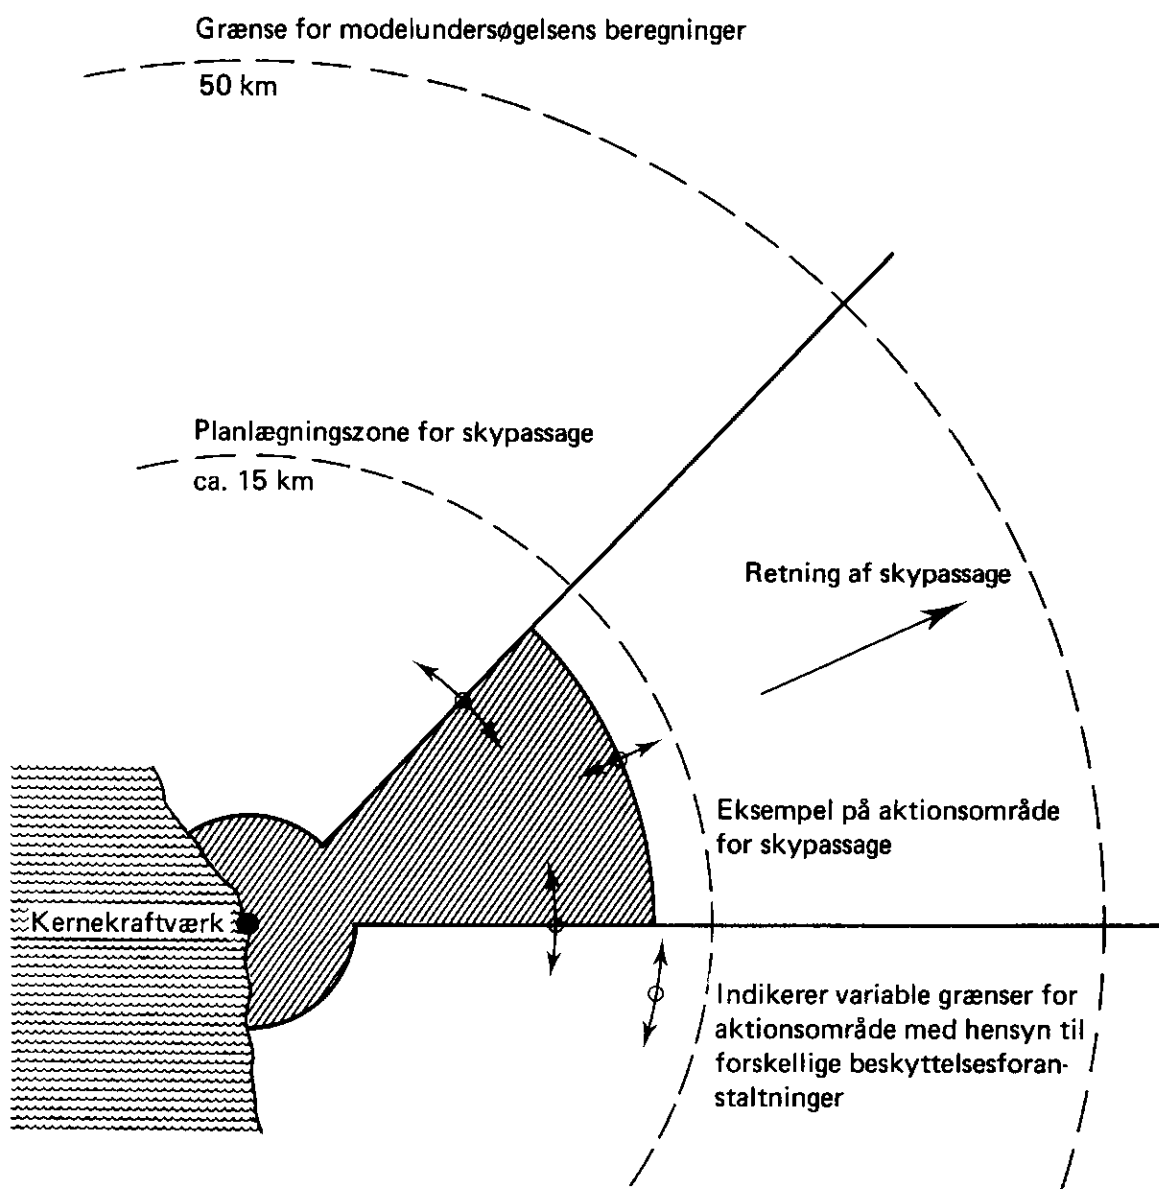 Grænse for modelundersøgelsens beregninger
50 km
Planlægningszone for skypassage
ca. 15 km
Retning af skypassage
Eksempel på aktionsområde
for skypassage
Kernekraftværk
Indikerer variable grænser for
aktionsområde med hensyn til
forskellige beskyttelsesforan-
staltninger